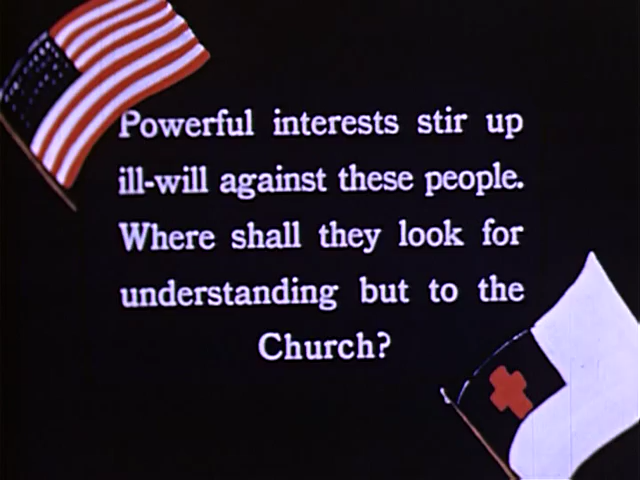 Powerful interests stir up
ill-will against these people.
Where shall they look for
understanding but to the
Church?